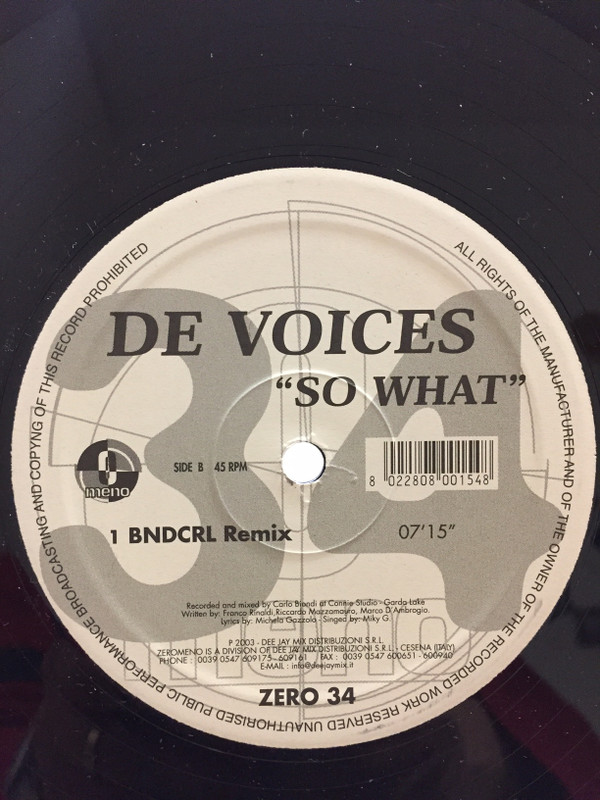 DE VOICES
"SO WHAT"
0
meno
SIDE B 45 RPM
8 022808 001548
1 BNDCRL Remix 07'15"
Recorded and mixed by Carlo Biondi at Connie Studio - Garda Lake
Written by: Franco Rinaldi, Riccardo Mazzamauro, Marco D'Ambrogio.
Lyrics by: Michela Gazzola - Singed by: Miky G
P 2003 - DEE JAY MIX DISTRIBUZIONI S.R.L.
ZEROMENO IS A DIVISION OF DEE JAY MIX DISTRIBUZIONI S.R.L. - CESENA (ITALY)
PHONE : 0039 0547 609175 - 609161 FAX : 0039 0547 600651 - 600940
E-MAIL : info@deejaymix.it
ZERO 34
34
ALL RIGHTS OF THE MANUFACTURER AND OF THE OWNER OF THE RECORDED WORK RESERVED UNAUTHORISED PUBLIC PERFORMANCE BROADCASTING AND COPYNG OF THIS RECORD PROHIBITED